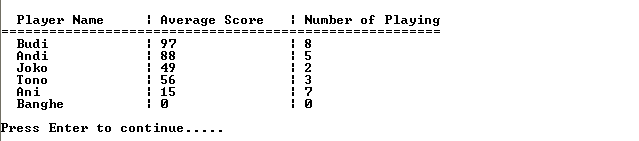 Player Name ¦ Average Score ¦ Number of Playing
=======================================================
Budi ¦ 97 ¦ 8
Andi ¦ 88 ¦ 5
Joko ¦ 49 ¦ 2
Tono ¦ 56 ¦ 3
Ani ¦ 15 ¦ 7
Banghe ¦ 0 ¦ 0
Press Enter to continue.....